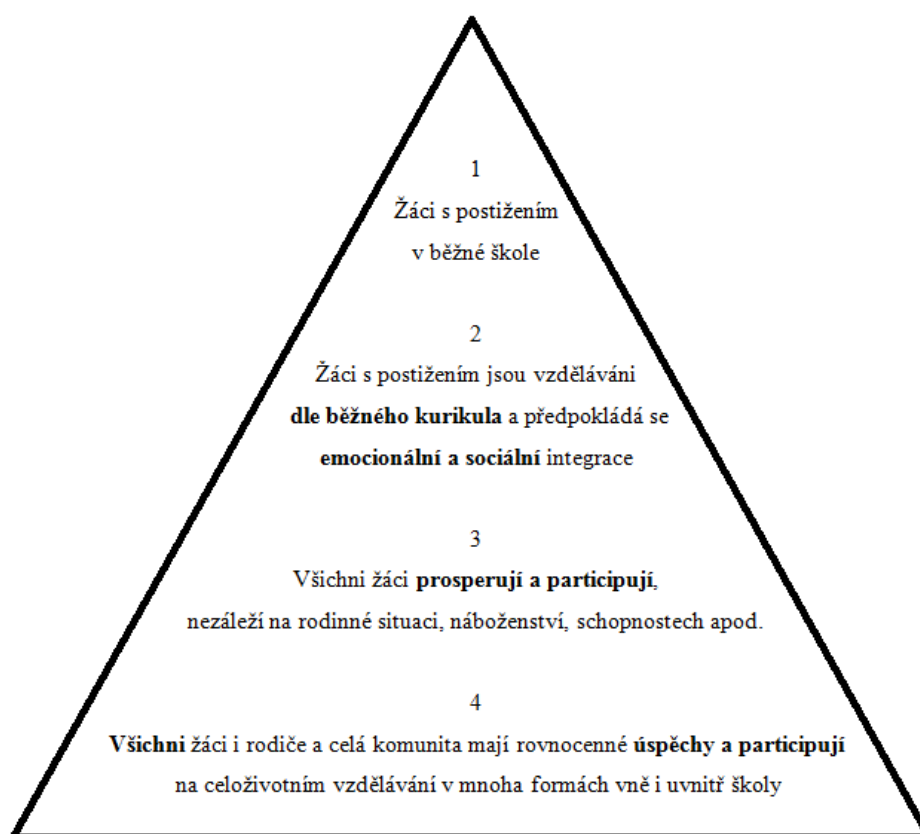 1
Žáci s postižením
v běžné škole
2
Žáci s postižením jsou vzděláváni
dle běžného kurikula a předpokládá se
emocionální a sociální integrace
3
Všichni žáci prosperují a participují,
nezáleží na rodinné situaci, náboženství, schopnostech apod.
4
Všichni žáci i rodiče a celá komunita mají rovnocenné úspěchy a participují
na celoživotním vzdělávání v mnoha formách vně i uvnitř školy